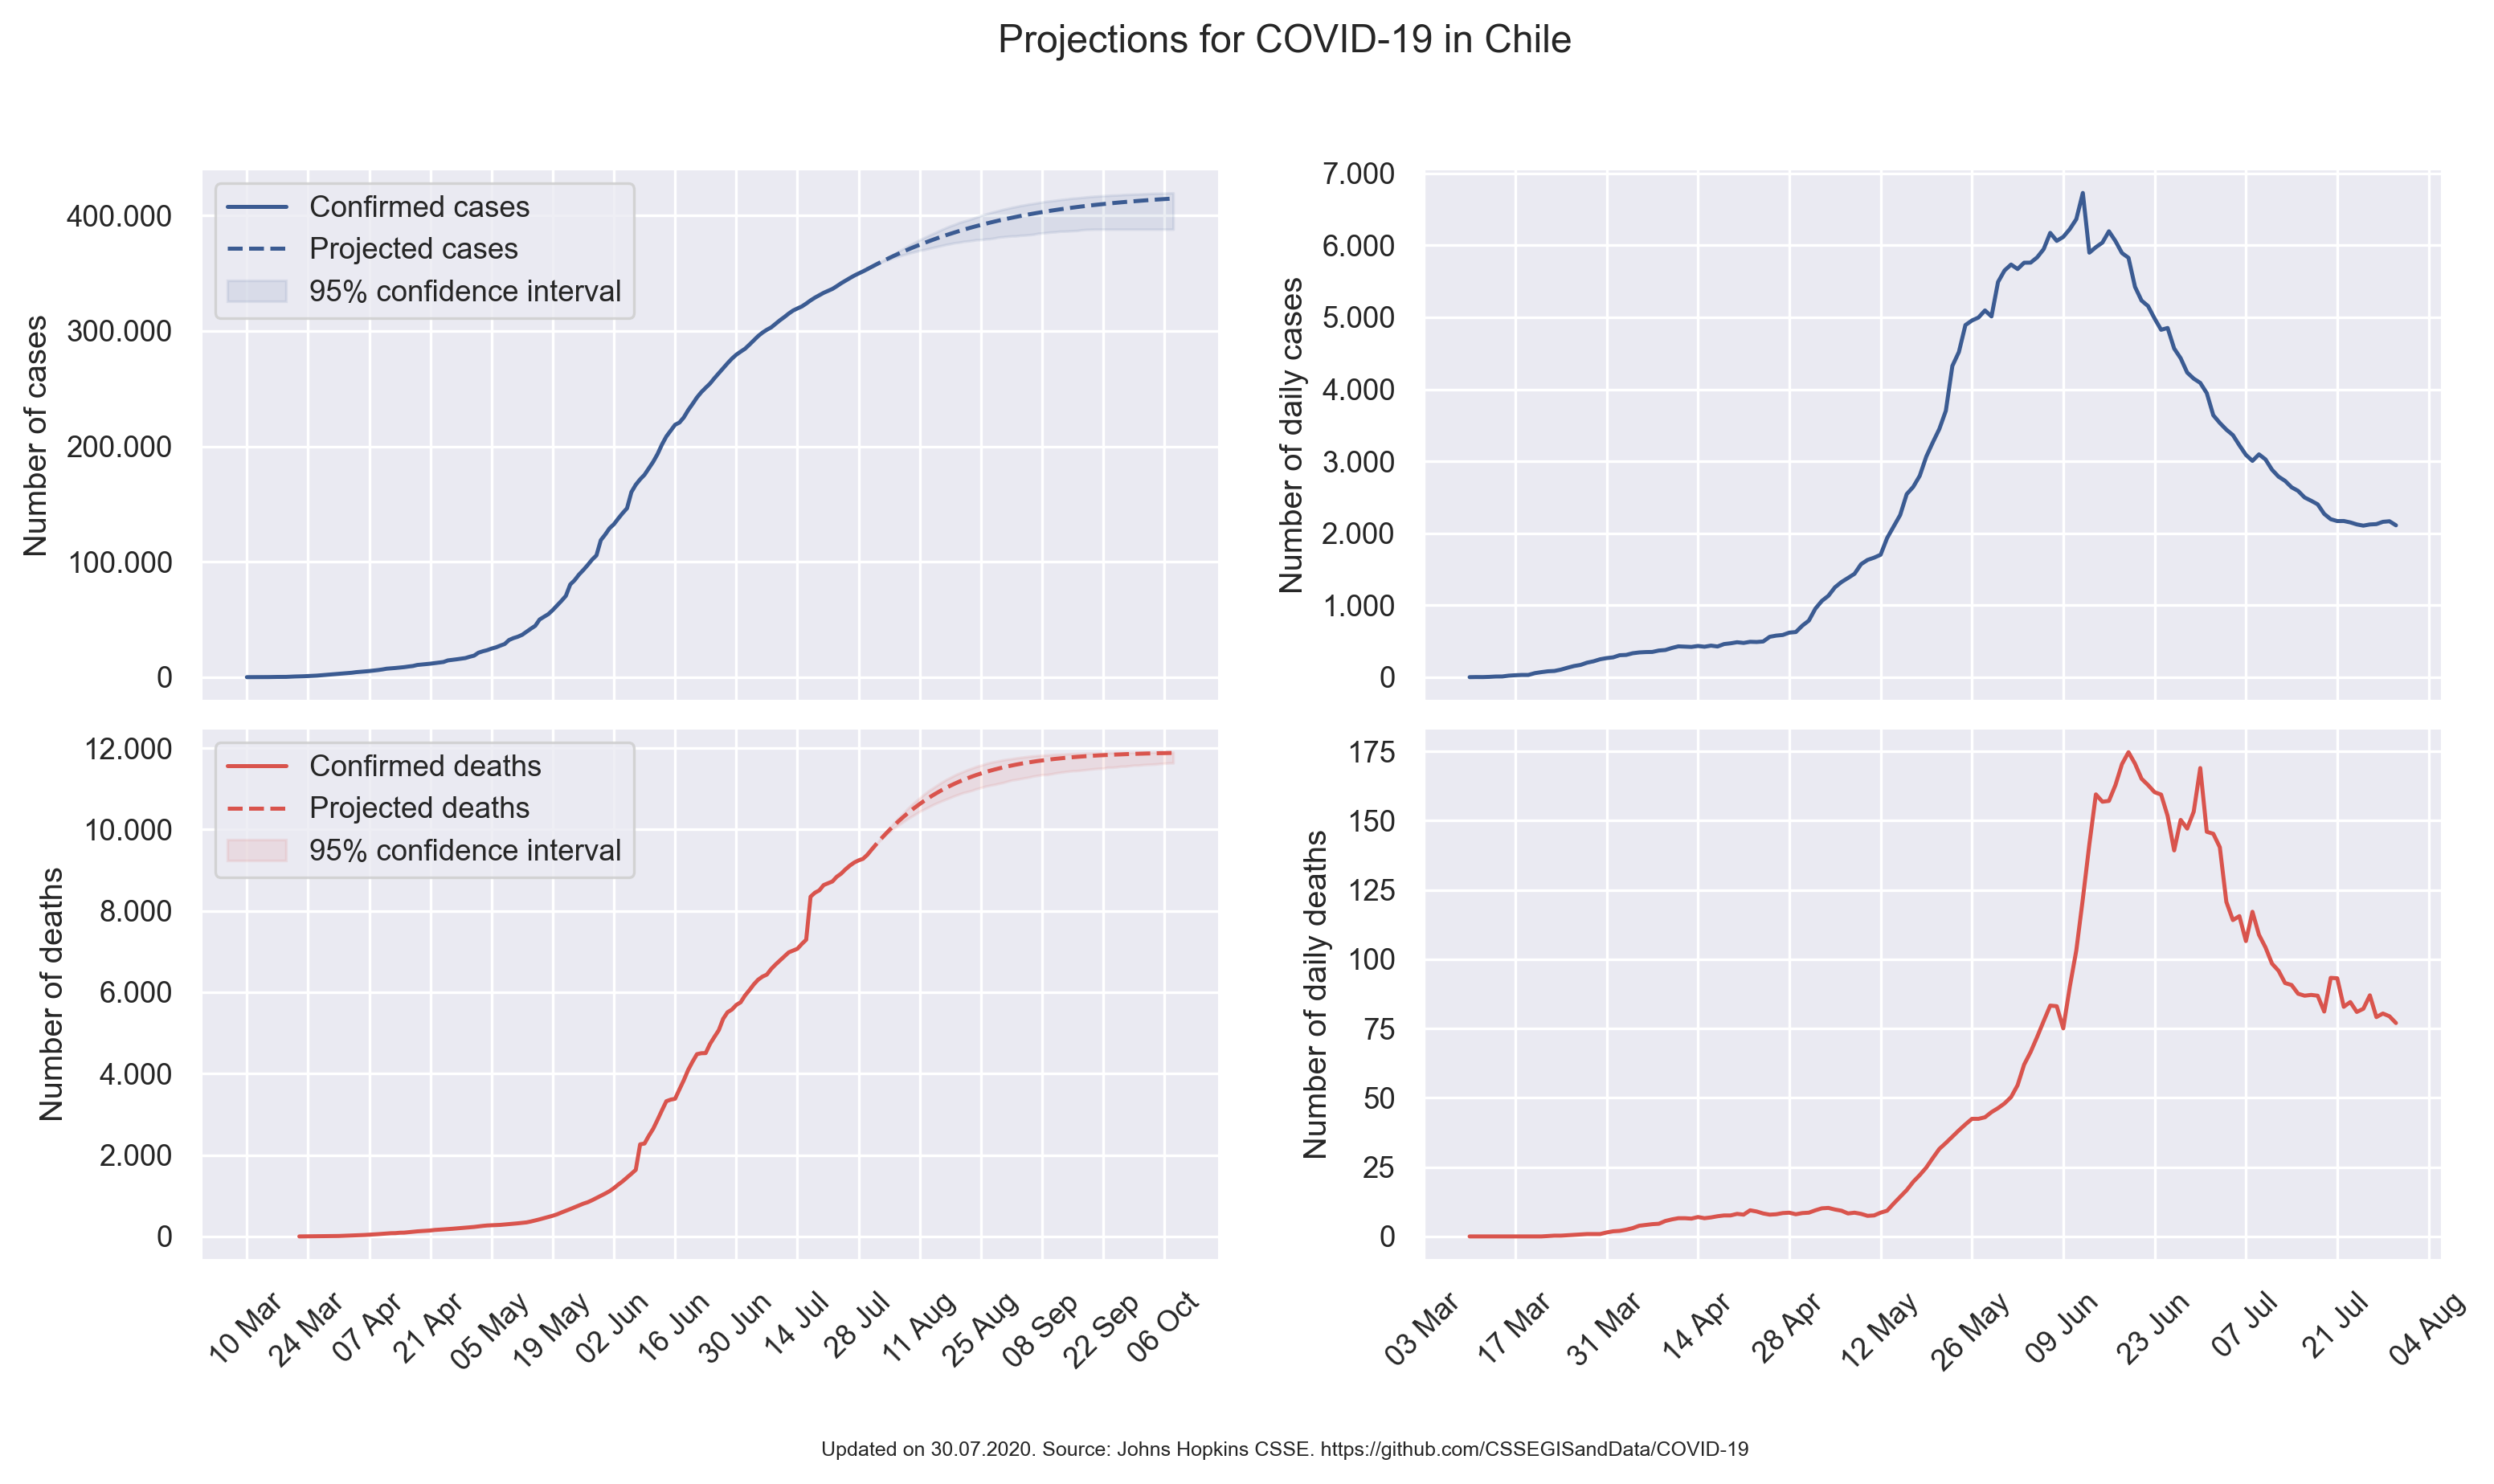 Projections for COVID-19 in Chile
Number of cases
400.000
300.000
200.000
100.000
0
Confirmed cases
Projected cases
95% confidence interval
Number of daily cases
7.000
6.000
5.000
4.000
3.000
2.000
1.000
0
Number of deaths
12.000
10.000
8.000
6.000
4.000
2.000
0
Confirmed deaths
Projected deaths
95% confidence interval
10 Mar
24 Mar
07 Apr
21 Apr
05 May
19 May
02 Jun
16 Jun
30 Jun
14 Jul
28 Jul
11 Aug
25 Aug
08 Sep
22 Sep
06 Oct
Number of daily deaths
175
150
125
100
75
50
25
0
03 Mar
17 Mar
31 Mar
14 Apr
28 Apr
12 May
26 May
09 Jun
23 Jun
07 Jul
21 Jul
04 Aug
Updated on 30.07.2020. Source: Johns Hopkins CSSE. https://github.com/CSSEGISandData/COVID-19